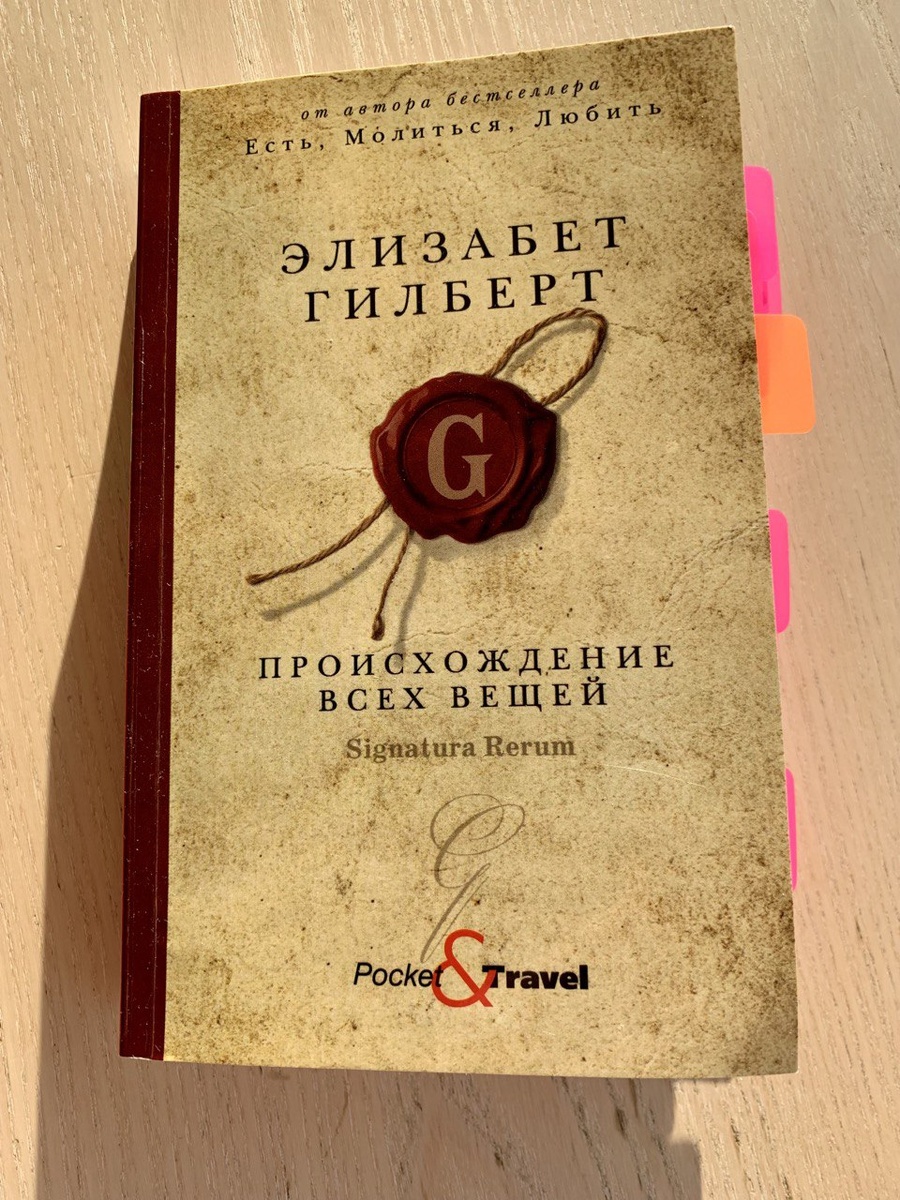 от автора бестселлера
Есть, Молиться, Любить
ЭЛИЗАБЕТ
ГИЛБЕРТ
G
ПРОИСХОЖДЕНИЕ
ВСЕХ ВЕЩЕЙ
Signatura Rerum
G
Pocket & Travel